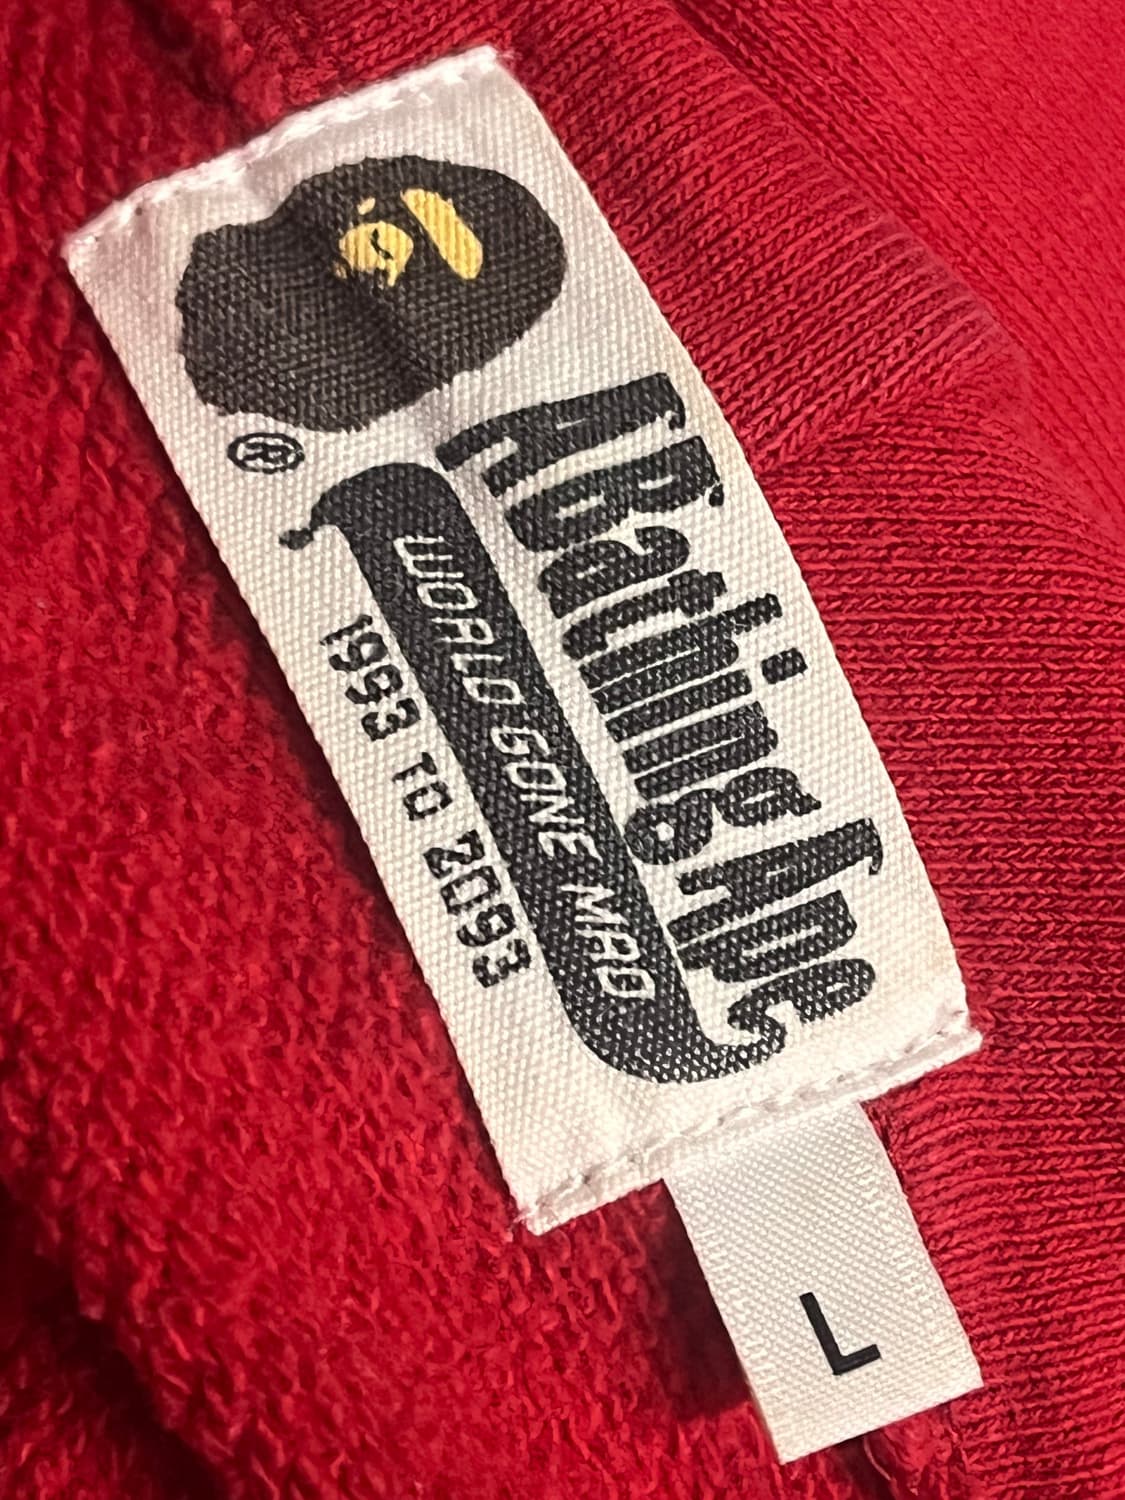 ®
A Bathing Ape
WORLD GONE MAD
1993 TO 2093
L